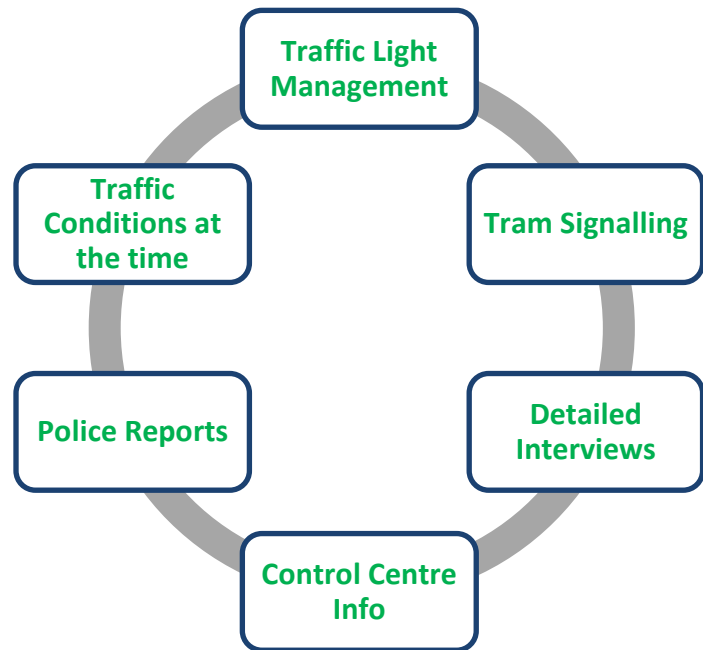 Traffic Light
Management
Tram Signalling
Detailed
Interviews
Control Centre
Info
Police Reports
Traffic
Conditions at
the time